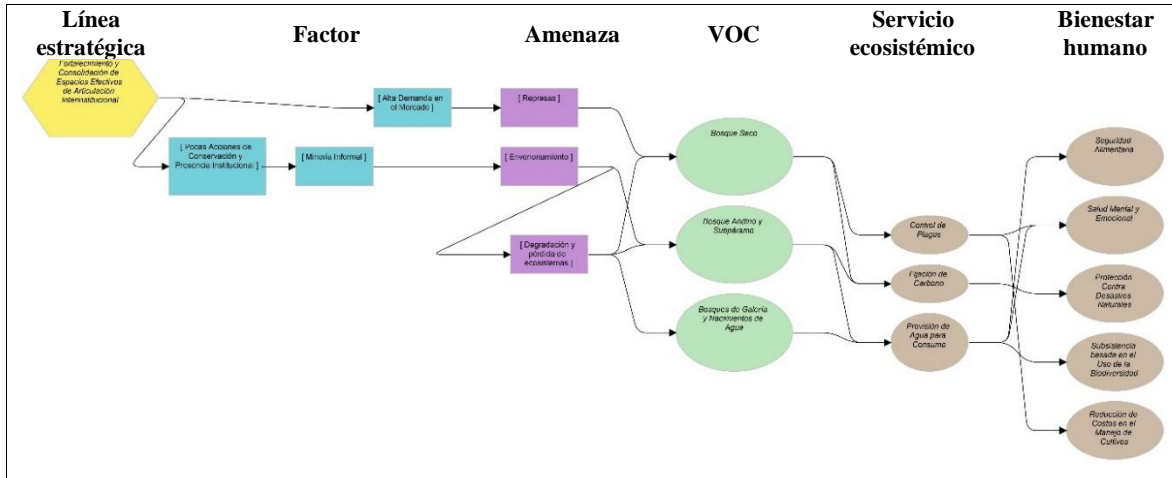 Línea
estratégica
Factor
Amenaza
VOC
Servicio
ecosistémico
Bienestar
humano
Fortalecimiento y
Consolidación de
Espacios Efectivos
de Articulación
Interinstitucional
[ Alta Demanda en
el Mercado ]
[ Represas ]
[ Pocas Acciones de
Conservación y
Presencia Institucional ]
[ Minería Informal ]
[ Envenenamiento ]
[ Degradación y
pérdida de
ecosistemas ]
Bosque Seco
Bosque Andino y
Subpáramo
Bosques de Galería
y Nacimientos de
Agua
Control de
Plagas
Fijación de
Carbono
Provisión de
Agua para
Consumo
Seguridad
Alimentaria
Salud Mental y
Emocional
Protección
Contra
Desastres
Naturales
Subsistencia
basada en el
Uso de la
Biodiversidad
Reducción de
Costos en el
Manejo de
Cultivos